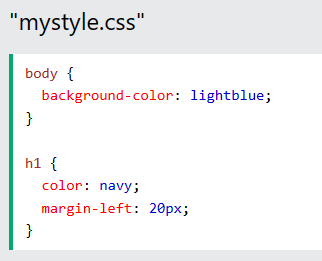 "mystyle.css"
body {
  background-color: lightblue;
}

h1 {
  color: navy;
  margin-left: 20px;
}